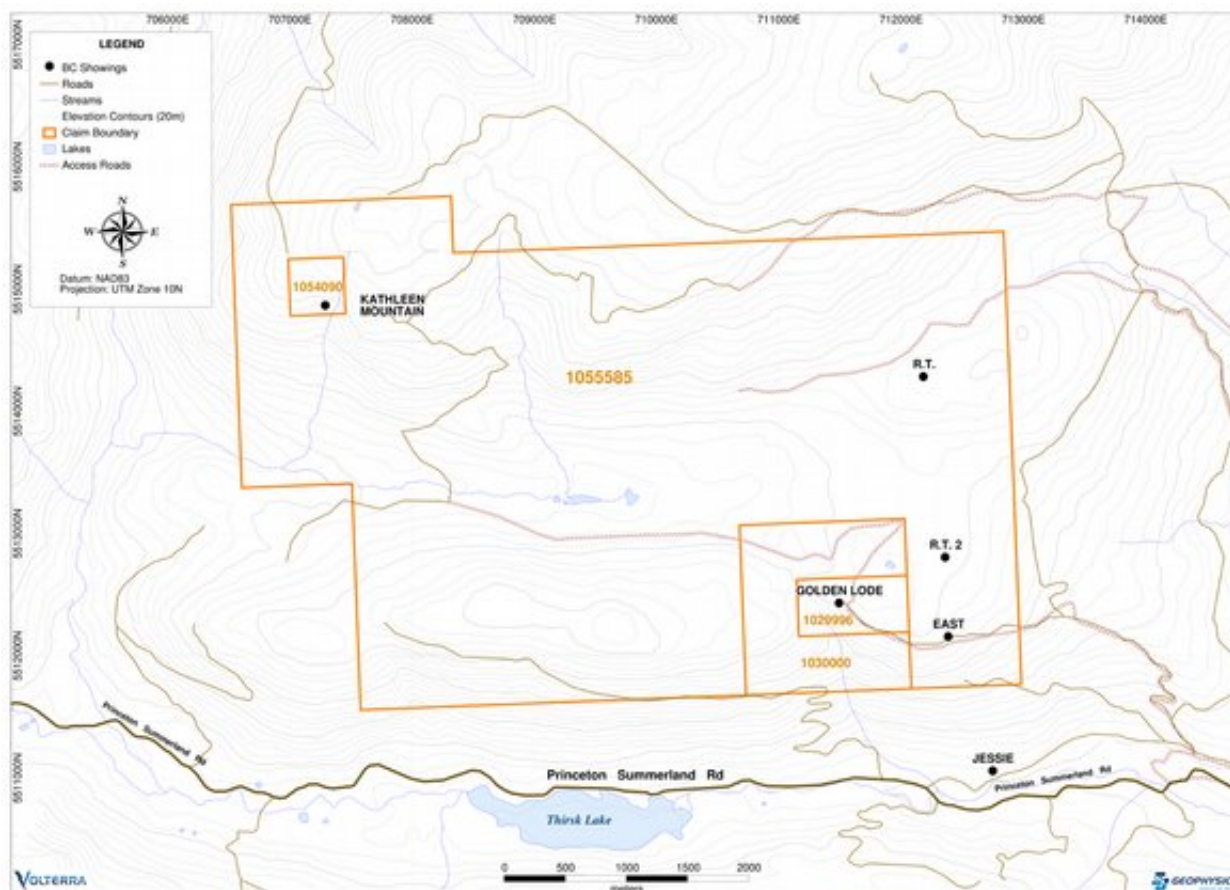 706000E 707000E 708000E 709000E 710000E 711000E 712000E 713000E 714000E
5517000N
5516000N
5515000N
5514000N
5513000N
5512000N
5511000N
LEGEND
BC Showings
Roads
Streams
Elevation Contours (20m)
Claim Boundary
Lakes
Access Roads
N
W E
S
Datum: NAD83
Projection: UTM Zone 10N
1054090
KATHLEEN
MOUNTAIN
1055585
R.T.
R.T. 2
GOLDEN LODE
1029996
EAST
1030000
JESSIE
Princeton Summerland Rd
Princeton Summerland Rd
Princeton Summerland Rd
Thirsk Lake
0 500 1000 1500 2000
meters
VOLTERRA